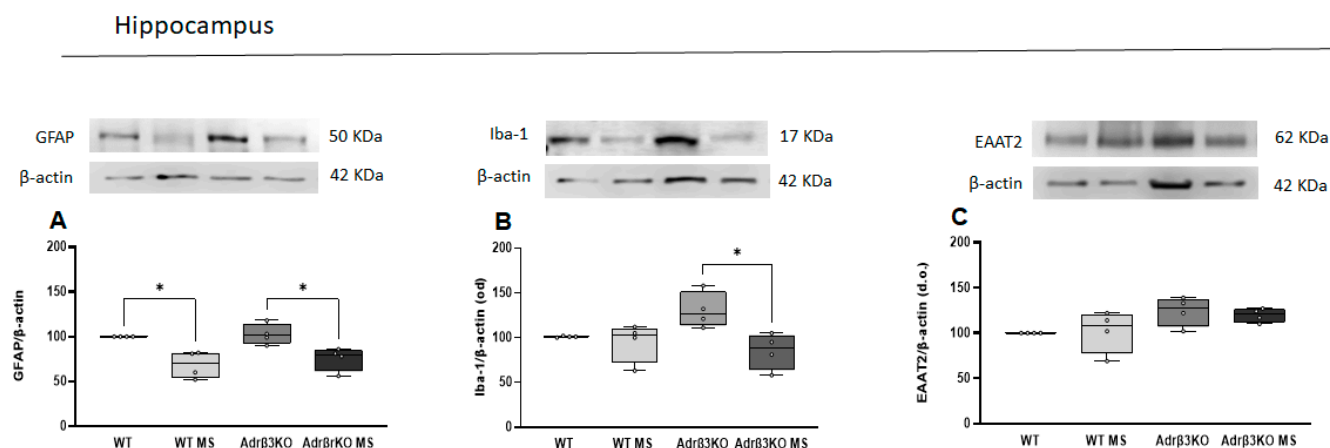 Hippocampus
GFAP 50 KDa
β-actin 42 KDa
Iba-1 17 KDa
β-actin 42 KDa
EAAT2 62 KDa
β-actin 42 KDa
A
GFAP/β-actin
200
150
100
50
0
* *
WT WT MS Adrβ3KO AdrβrKO MS
B
Iba-1/β-actin (od)
200
150
100
50
0
*
WT WT MS Adrβ3KO Adrβ3KO MS
C
EAAT2/β-actin (d.o.)
200
150
100
50
0
WT WT MS Adrβ3KO Adrβ3KO MS